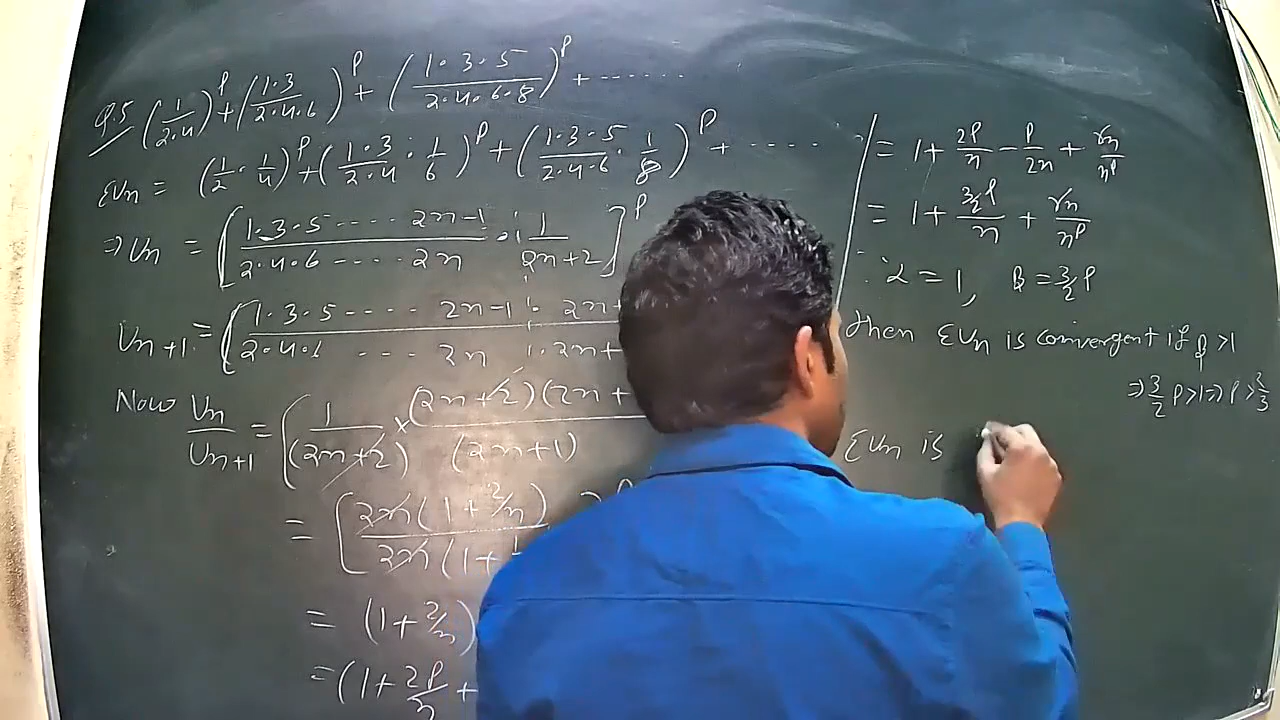 Q.5 (1/2·4)^P + (1·3/2·4·6)^P + (1·3·5/2·4·6·8)^P + ......
ΣUn = (1/2 · 1/4)^P + (1·3/2·4 · 1/6)^P + (1·3·5/2·4·6 · 1/8)^P + ....
⇒ Un = [1·3·5 .... 2n-1/2·4·6 .... 2n · 1/2n+2]^P
Un+1 = (1·3·5 .... 2n-1 · 2n+/2·4·6 .... 2n · 2n+
Now Un/Un+1 = (1/(2n+2) × (2n+2)(2n+/(2n+1)
= [2n(1+2/n)/2n(1+
= (1+2/n)
= (1+2P/n +
= 1+ 2P/n - P/2n + rn/n^P
= 1+ 3/2P/n + rn/n^P
∴ α = 1, β = 3/2 P
then ΣUn is convergent if β >1
⇒ 3/2 P>1 ⇒ P > 2/3
ΣUn is